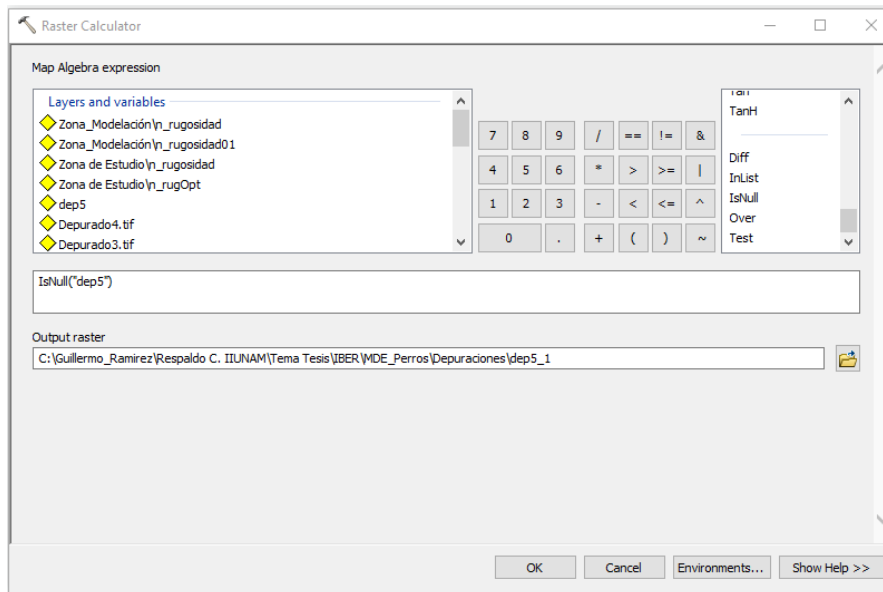 Raster Calculator
Map Algebra expression
Layers and variables
Zona_Modelación\n_rugosidad
Zona_Modelación\n_rugosidad01
Zona de Estudio\n_rugosidad
Zona de Estudio\n_rugOpt
dep5
Depurado4.tif
Depurado3.tif
7 8 9 / == != &
4 5 6 * > >= |
1 2 3 - < <= ^
0 . + ( ) ~
Tan
TanH
Diff
InList
IsNull
Over
Test
IsNull("dep5")
Output raster
C:\Guillermo_Ramirez\Respaldo C. IIUNAM\Tema Tesis\IBER\MDE_Perros\Depuraciones\dep5_1
OK Cancel Environments... Show Help >>